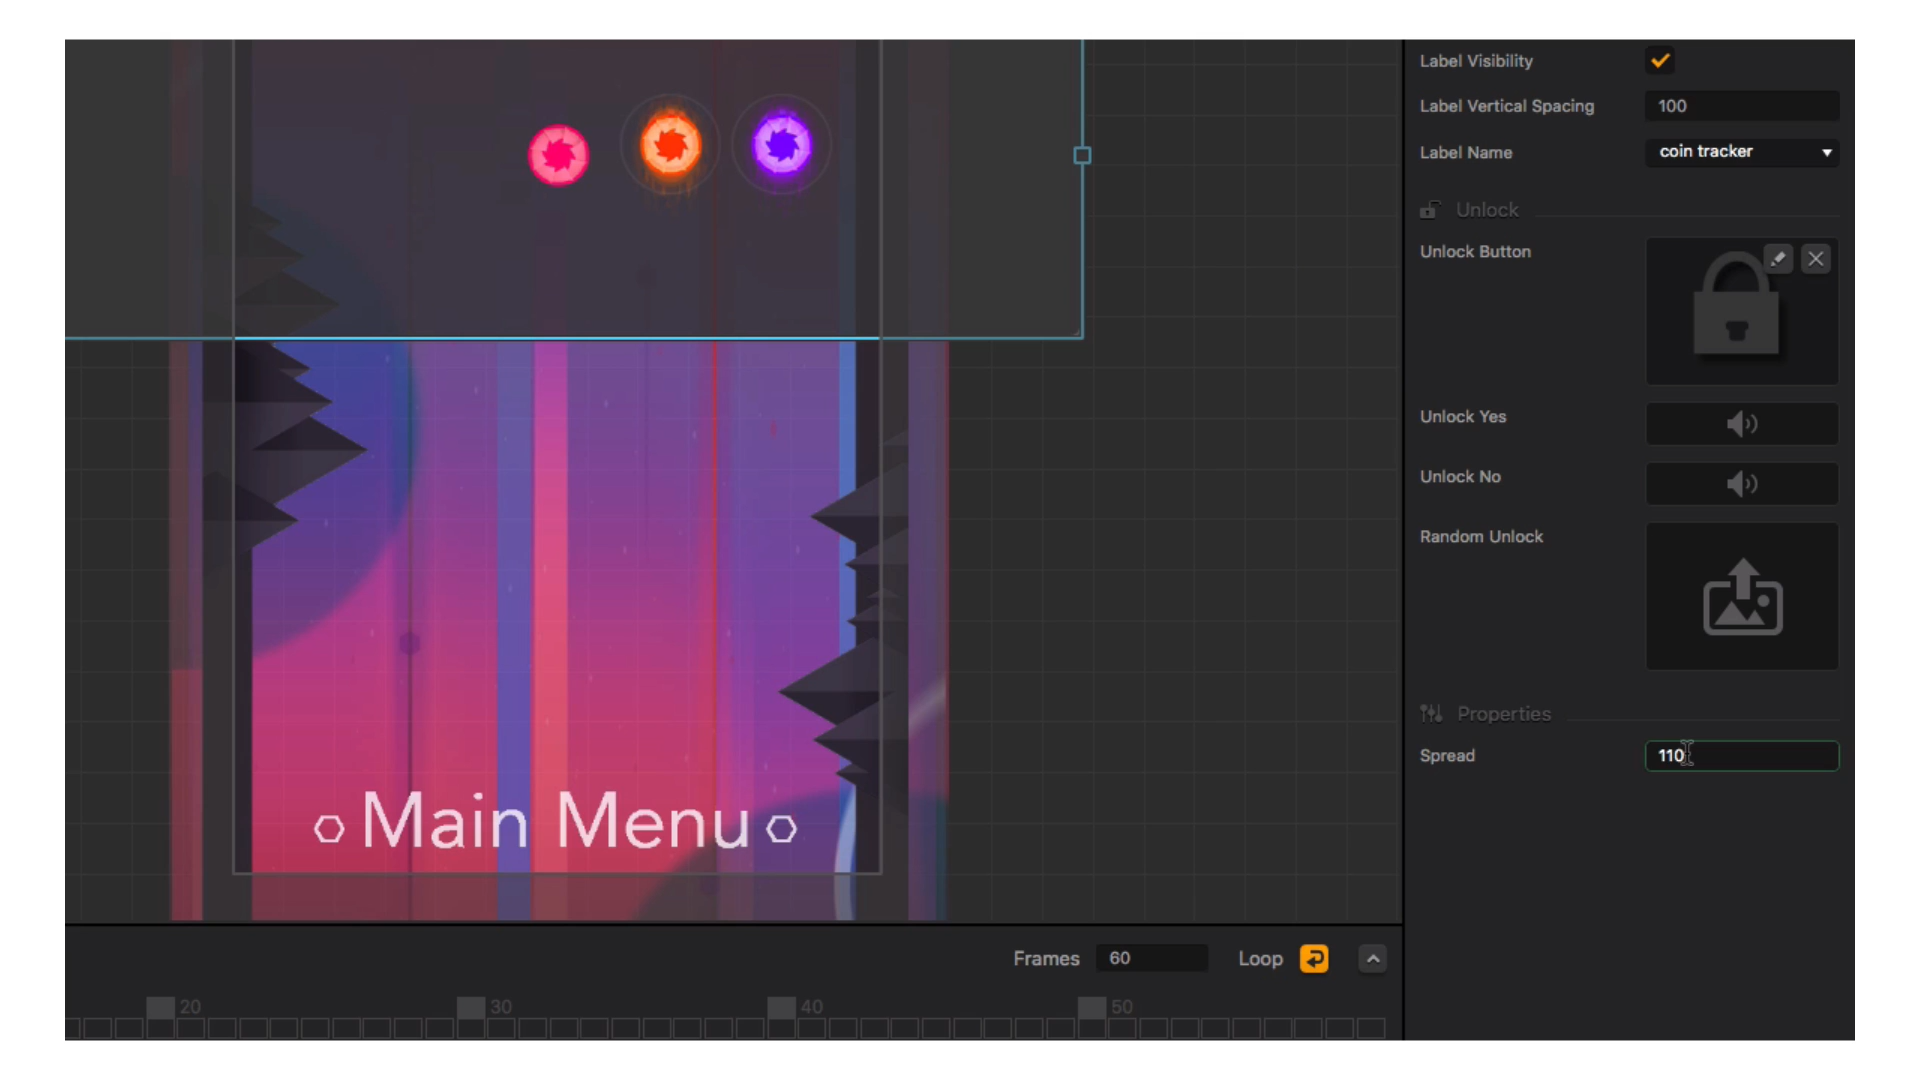 Label Visibility
Label Vertical Spacing 100
Label Name coin tracker
Unlock
Unlock Button
Unlock Yes
Unlock No
Random Unlock
Properties
Spread 110
Main Menu
Frames 60 Loop
20 30 40 50